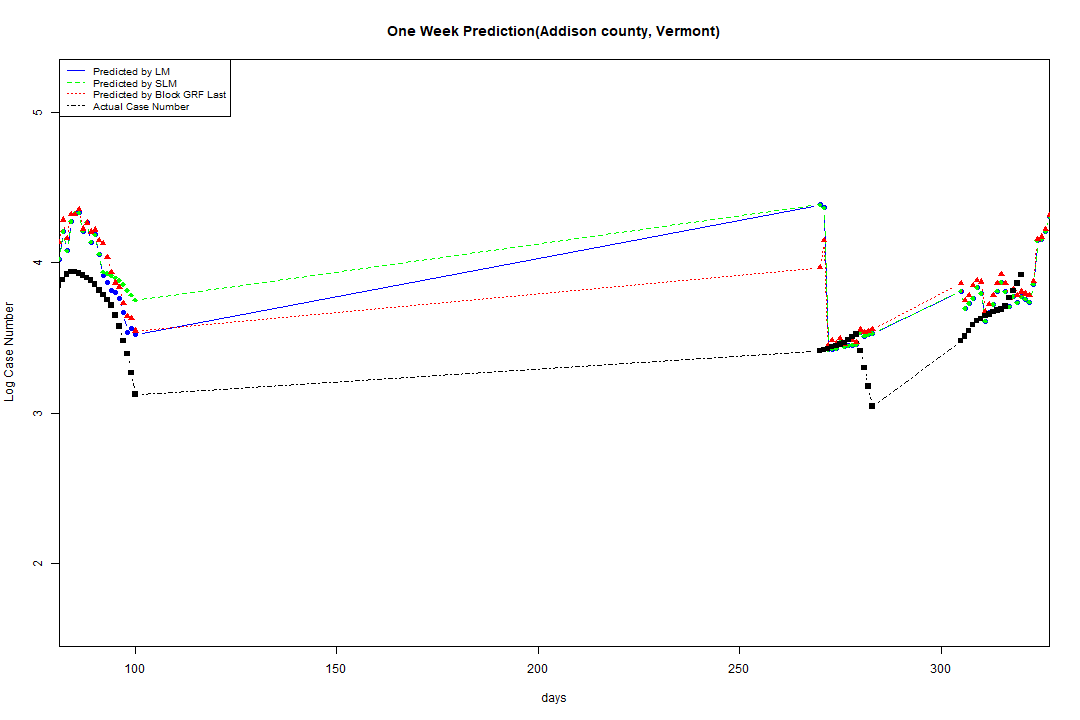 One Week Prediction(Addison county, Vermont)
Predicted by LM
Predicted by SLM
Predicted by Block GRF Last
Actual Case Number
5
4
3
2
Log Case Number
100 150 200 250 300
days